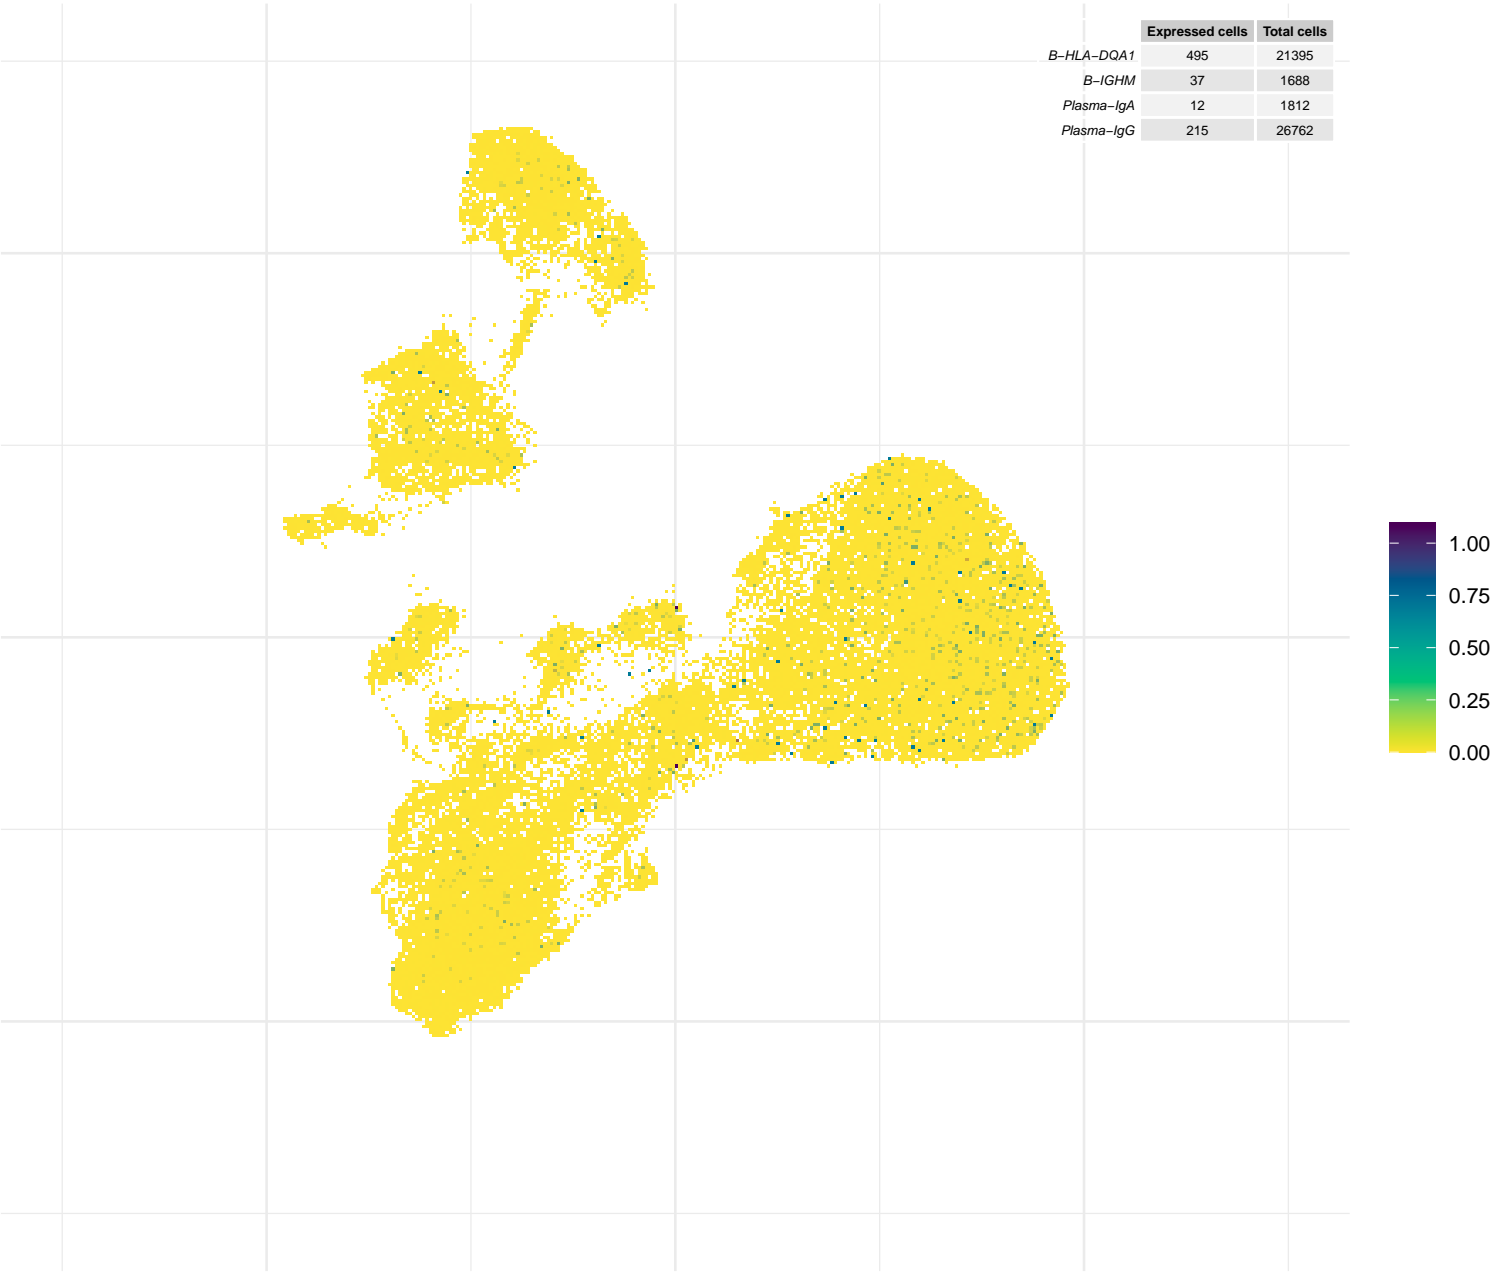 Expressed cells Total cells
B−HLA−DQA1 495 21395
B−IGHM 37 1688
Plasma−IgA 12 1812
Plasma−IgG 215 26762
1.00
0.75
0.50
0.25
0.00